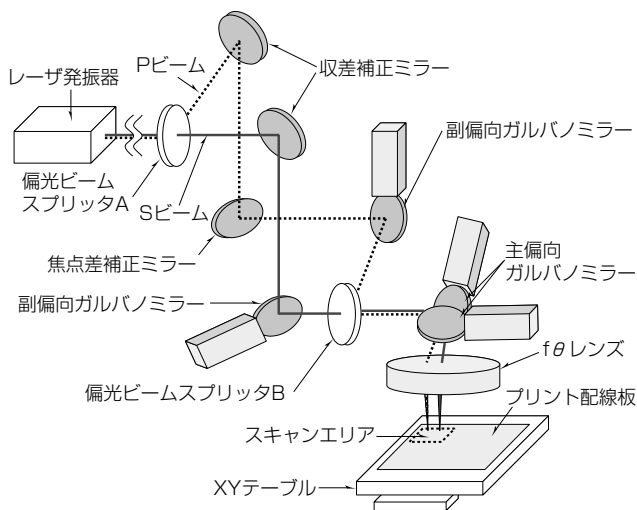 Pビーム
収差補正ミラー
レーザ発振器
副偏向ガルバノミラー
偏光ビーム
スプリッタA
Sビーム
焦点差補正ミラー
主偏向
ガルバノミラー
副偏向ガルバノミラー
fθレンズ
偏光ビームスプリッタB
プリント配線板
スキャンエリア
XYテーブル